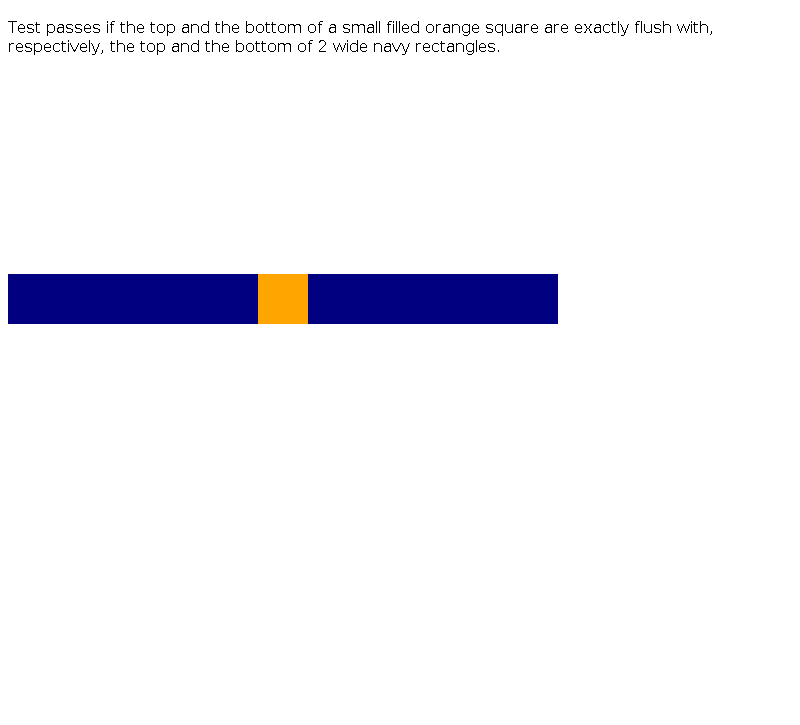 Test passes if the top and the bottom of a small filled orange square are exactly flush with,
respectively, the top and the bottom of 2 wide navy rectangles.